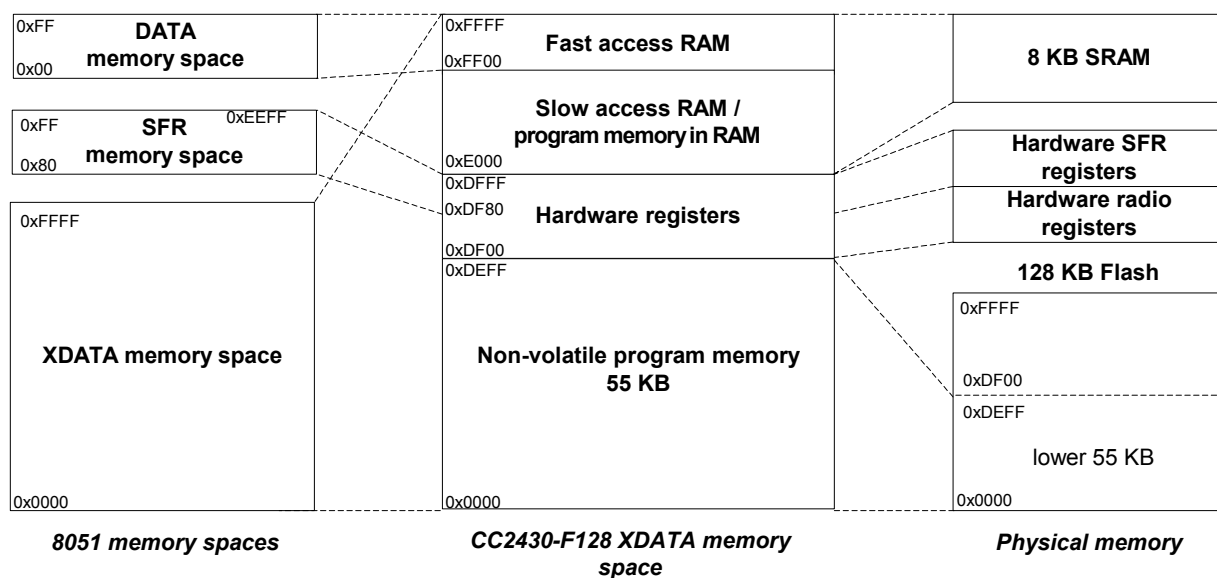 0xFF
DATA
memory space
0x00
0xFF
SFR
0xEEFF
memory space
0x80
0xFFFF
XDATA memory space
0x0000
8051 memory spaces
0xFFFF
Fast access RAM
0xFF00
Slow access RAM /
program memory in RAM
0xE000
0xDFFF
0xDF80
Hardware registers
0xDF00
0xDEFF
Non-volatile program memory
55 KB
0x0000
CC2430-F128 XDATA memory
space
8 KB SRAM
Hardware SFR
registers
Hardware radio
registers
128 KB Flash
0xFFFF
0xDF00
0xDEFF
lower 55 KB
0x0000
Physical memory